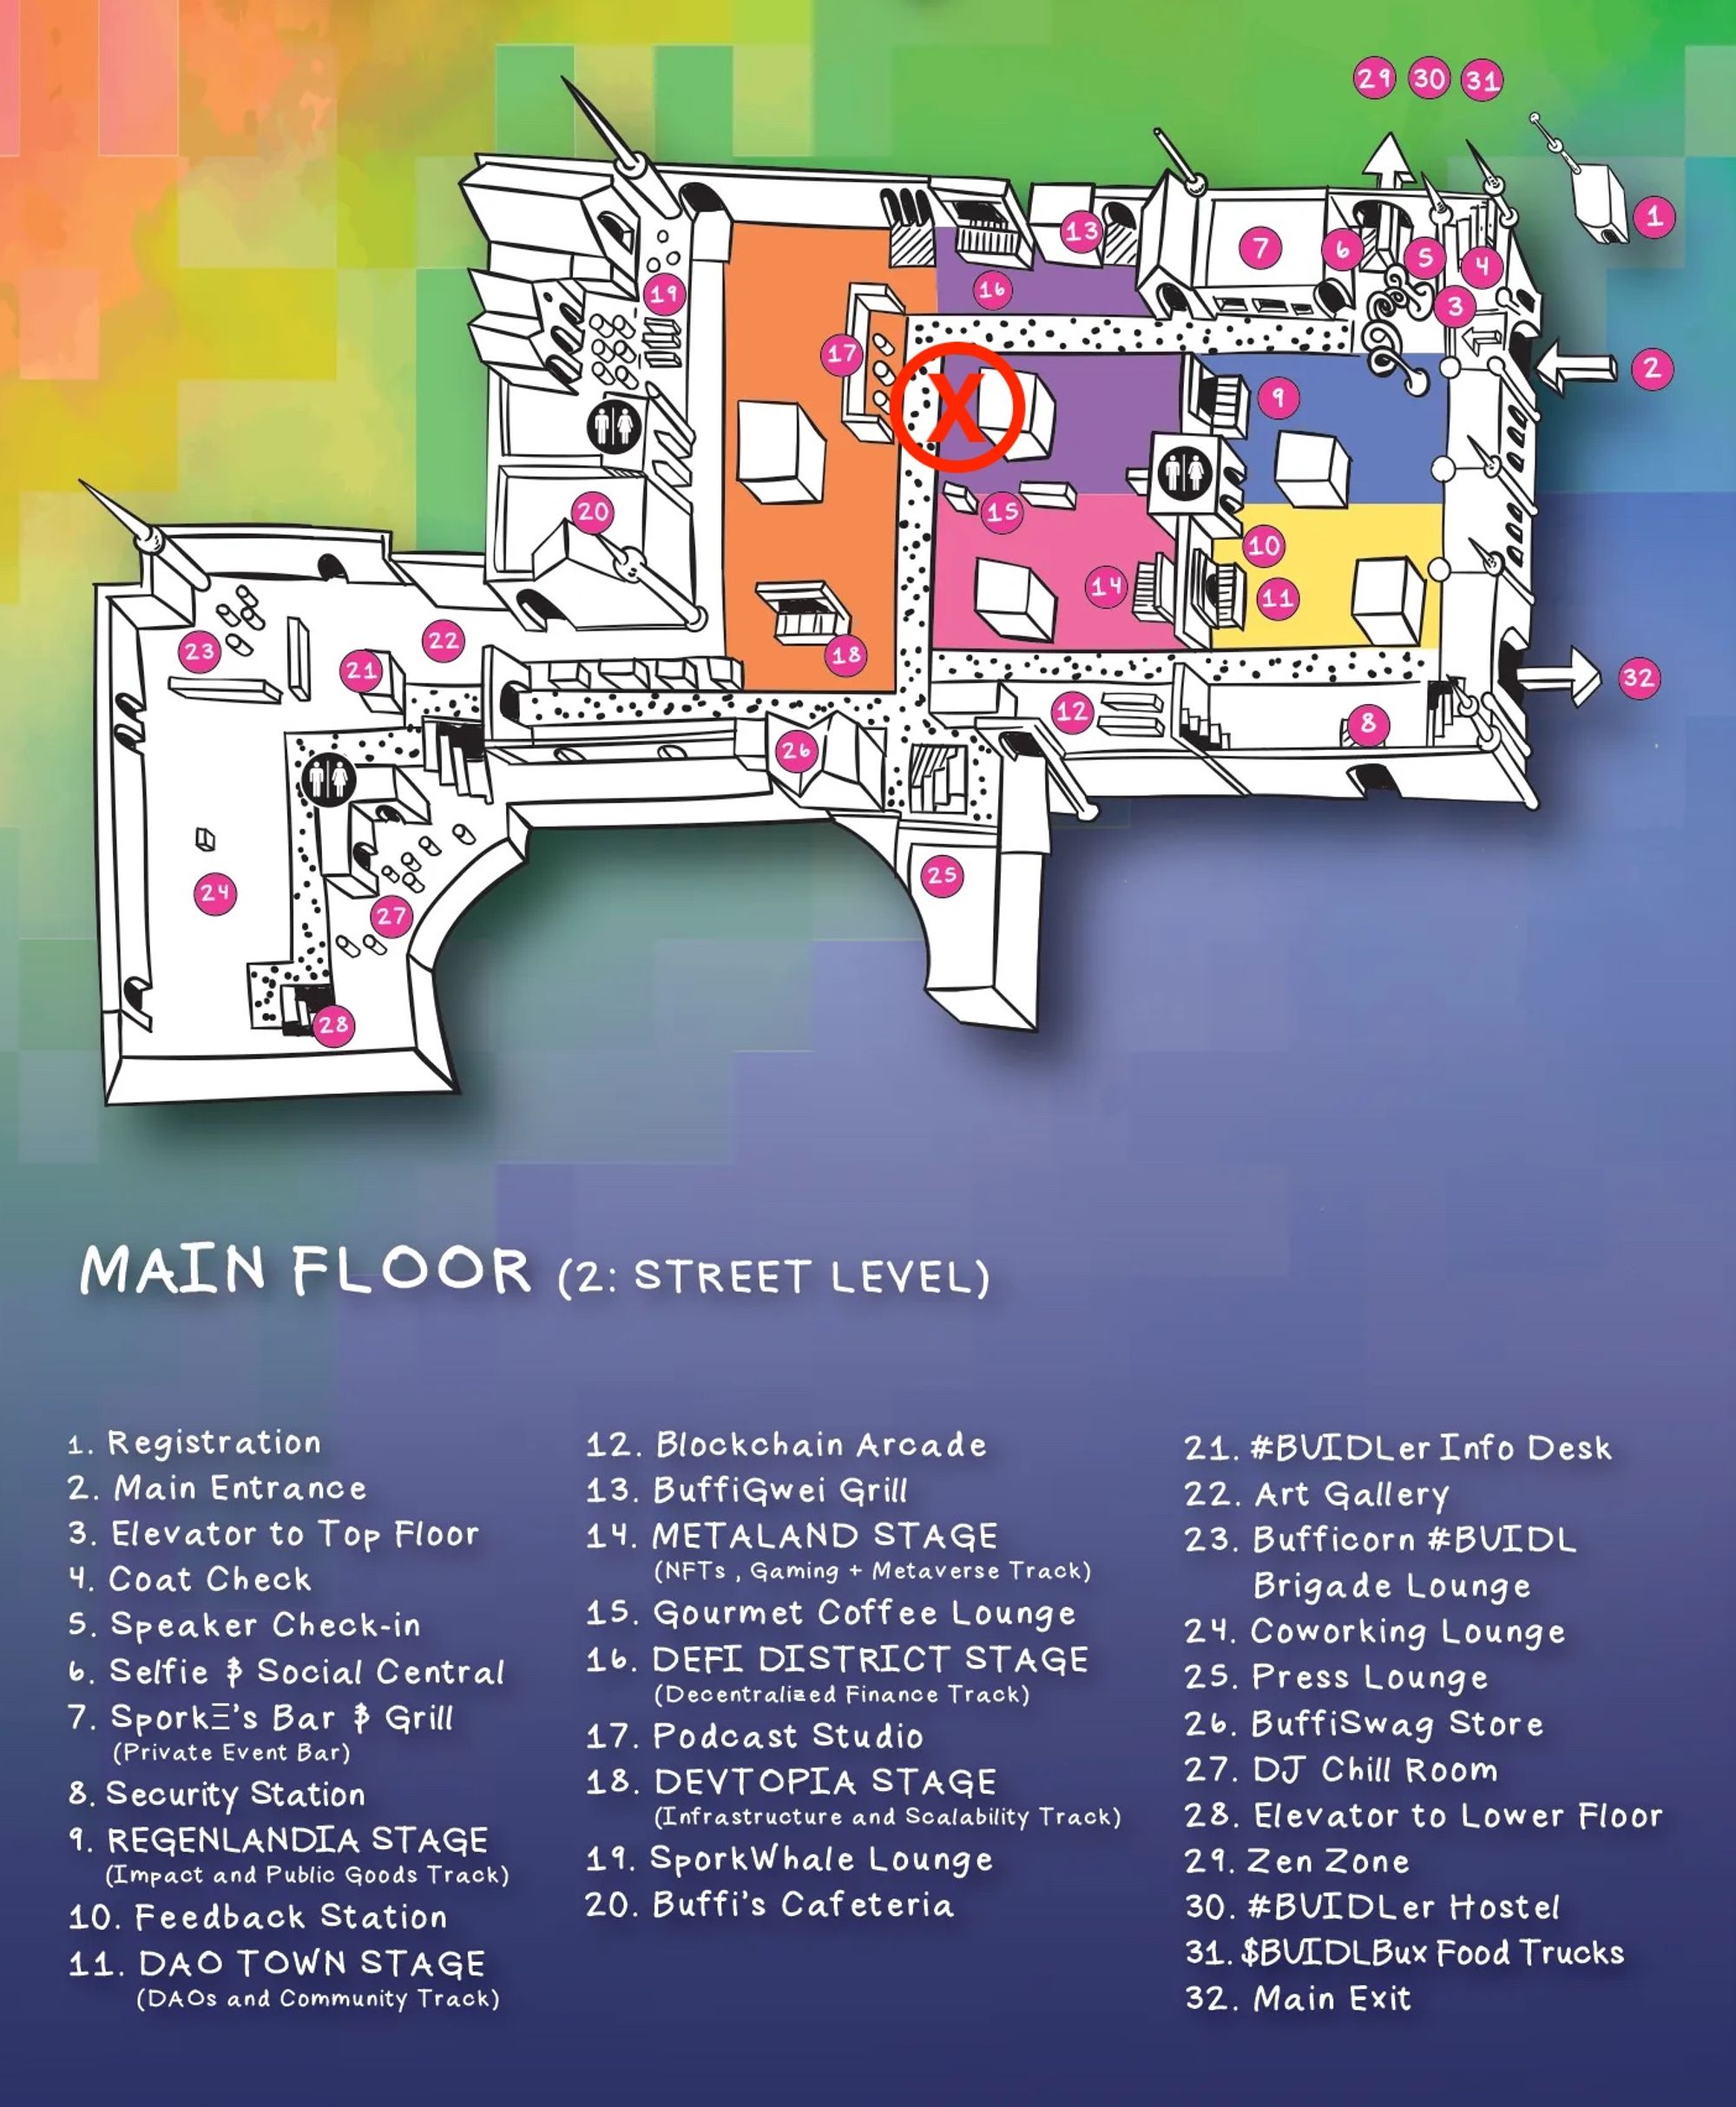 29 30 31
1
13
7
6
5
4
19
16
3
17
2
X
9
20
15
10
14
11
23
22
21
18
32
12
8
26
24
25
27
28
MAIN FLOOR (2: STREET LEVEL)
1. Registration
2. Main Entrance
3. Elevator to Top Floor
4. Coat Check
5. Speaker Check-in
6. Selfie & Social Central
7. SporkΞ's Bar & Grill
(Private Event Bar)
8. Security Station
9. REGENLANDIA STAGE
(Impact and Public Goods Track)
10. Feedback Station
11. DAO TOWN STAGE
(DAOs and Community Track)
12. Blockchain Arcade
13. BuffiGwei Grill
14. METALAND STAGE
(NFTs , Gaming + Metaverse Track)
15. Gourmet Coffee Lounge
16. DEFI DISTRICT STAGE
(Decentralized Finance Track)
17. Podcast Studio
18. DEVTOPIA STAGE
(Infrastructure and Scalability Track)
19. SporkWhale Lounge
20. Buffi's Cafeteria
21. #BUIDLer Info Desk
22. Art Gallery
23. Bufficorn #BUIDL
Brigade Lounge
24. Coworking Lounge
25. Press Lounge
26. BuffiSwag Store
27. DJ Chill Room
28. Elevator to Lower Floor
29. Zen Zone
30. #BUIDLer Hostel
31. $BUIDLBux Food Trucks
32. Main Exit